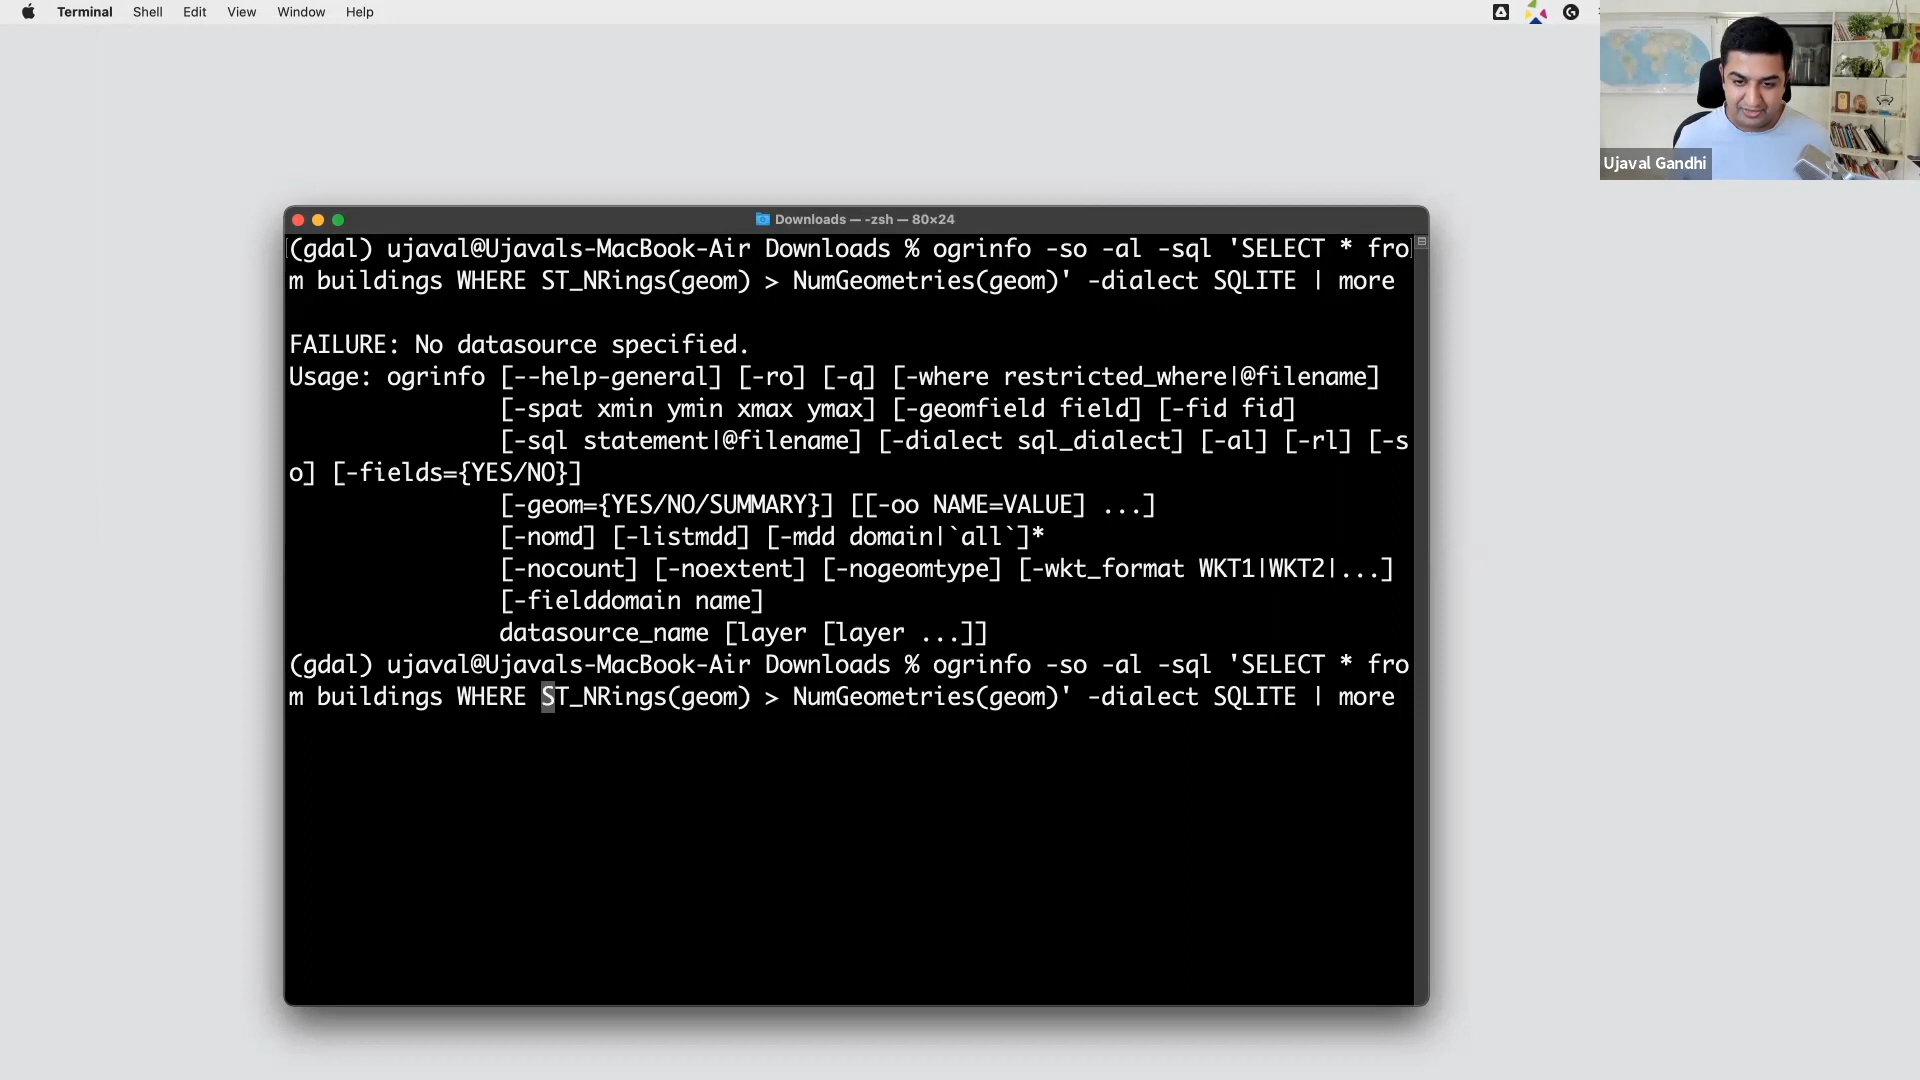 Terminal Shell Edit View Window Help
Ujaval Gandhi
Downloads — -zsh — 80×24
(gdal) ujaval@Ujavals-MacBook-Air Downloads % ogrinfo -so -al -sql 'SELECT * fro
m buildings WHERE ST_NRings(geom) > NumGeometries(geom)' -dialect SQLITE | more
FAILURE: No datasource specified.
Usage: ogrinfo [--help-general] [-ro] [-q] [-where restricted_where|@filename]
[-spat xmin ymin xmax ymax] [-geomfield field] [-fid fid]
[-sql statement|@filename] [-dialect sql_dialect] [-al] [-rl] [-s
o] [-fields={YES/NO}]
[-geom={YES/NO/SUMMARY}] [[-oo NAME=VALUE] ...]
[-nomd] [-listmdd] [-mdd domain|`all`]*
[-nocount] [-noextent] [-nogeomtype] [-wkt_format WKT1|WKT2|...]
[-fielddomain name]
datasource_name [layer [layer ...]]
(gdal) ujaval@Ujavals-MacBook-Air Downloads % ogrinfo -so -al -sql 'SELECT * fro
m buildings WHERE ST_NRings(geom) > NumGeometries(geom)' -dialect SQLITE | more